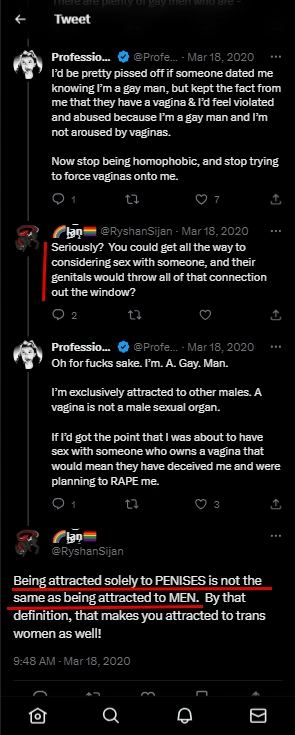 There are plenty of gay men who are -
Tweet
Professio... @Profe... · Mar 18, 2020
I'd be pretty pissed off if someone dated me
knowing I'm a gay man, but kept the fact from
me that they have a vagina & I'd feel violated
and abused because I'm a gay man and I'm
not aroused by vaginas.
Now stop being homophobic, and stop trying
to force vaginas onto me.
1 7
@RyshanSijan · Mar 18, 2020
Seriously? You could get all the way to
considering sex with someone, and their
genitals would throw all of that connection
out the window?
2
Professio... @Profe... · Mar 18, 2020
Oh for fucks sake. I'm. A. Gay. Man.
I'm exclusively attracted to other males. A
vagina is not a male sexual organ.
If I'd got the point that I was about to have
sex with someone who owns a vagina that
would mean they have deceived me and were
planning to RAPE me.
1 3
@RyshanSijan
Being attracted solely to PENISES is not the
same as being attracted to MEN. By that
definition, that makes you attracted to trans
women as well!
9:48 AM · Mar 18, 2020